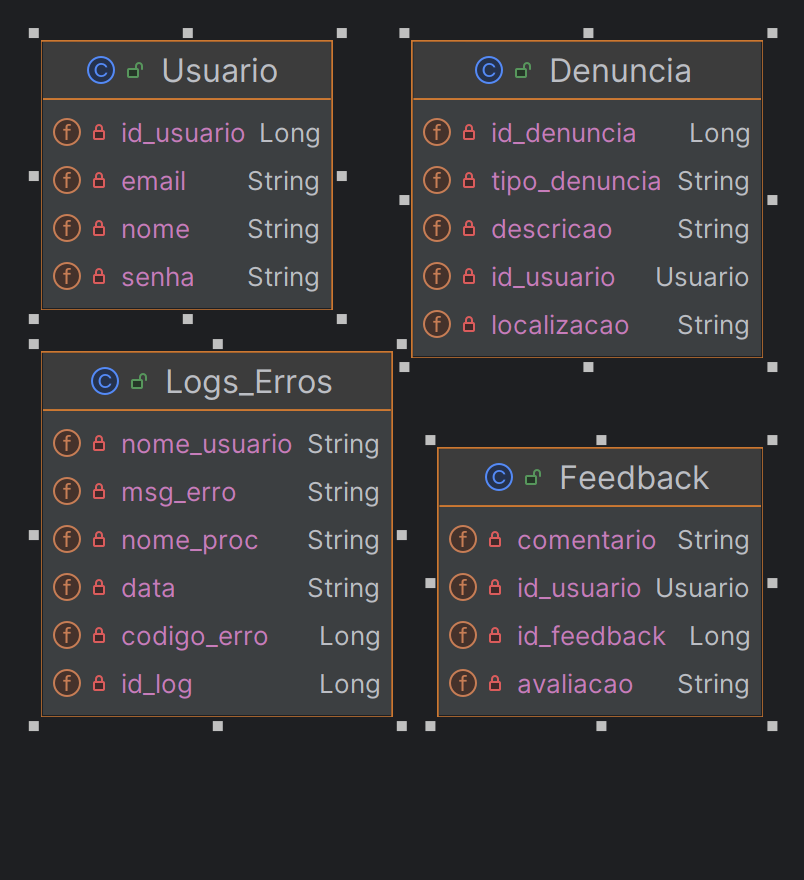 Usuario
id_usuario Long
email String
nome String
senha String
Denuncia
id_denuncia Long
tipo_denuncia String
descricao String
id_usuario Usuario
localizacao String
Logs_Erros
nome_usuario String
msg_erro String
nome_proc String
data String
codigo_erro Long
id_log Long
Feedback
comentario String
id_usuario Usuario
id_feedback Long
avaliacao String